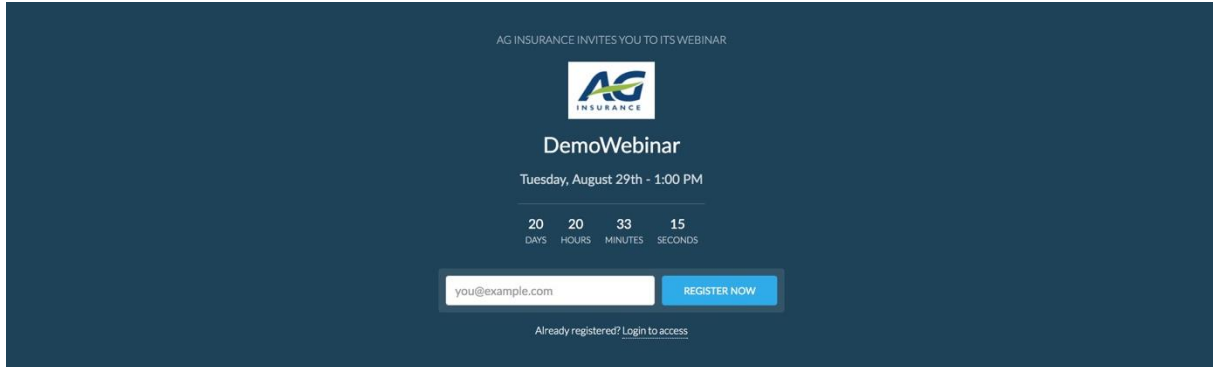 AG INSURANCE INVITES YOU TO ITS WEBINAR
AG
INSURANCE
DemoWebinar
Tuesday, August 29th - 1:00 PM
20 20 33 15
DAYS HOURS MINUTES SECONDS
you@example.com REGISTER NOW
Already registered? Login to access